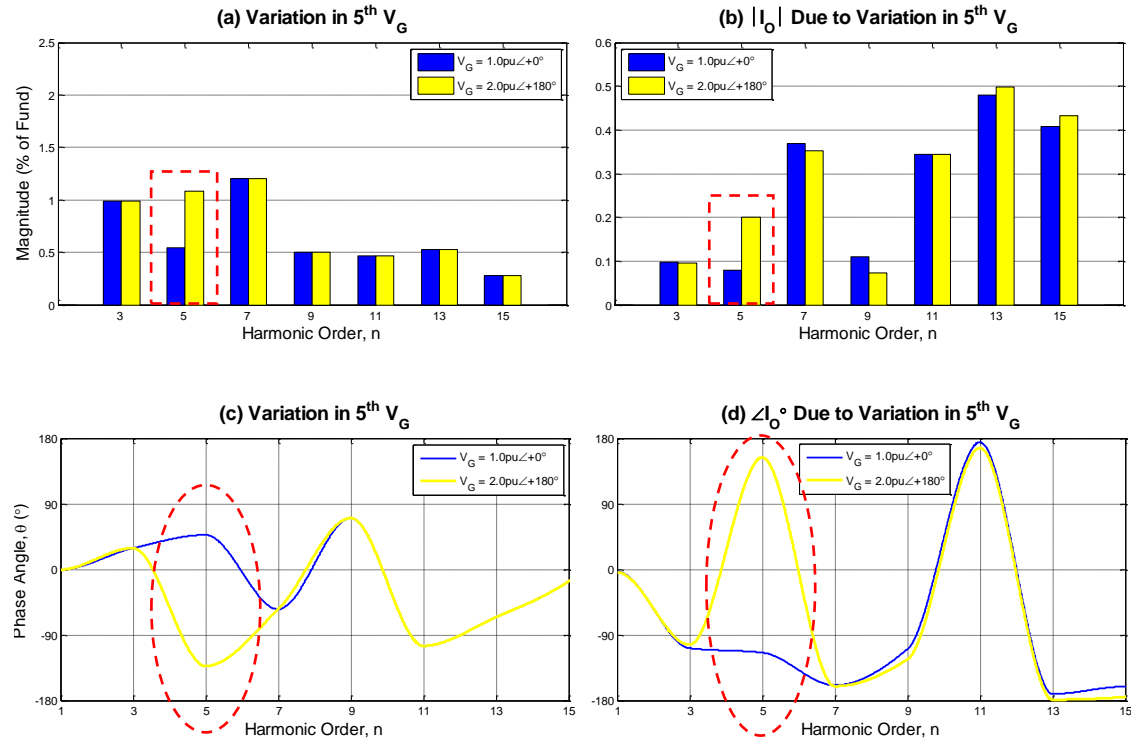 (a) Variation in 5th VG
2.5
2
1.5
1
0.5
0
Magnitude (% of Fund)
VG = 1.0pu∠+0°
VG = 2.0pu∠+180°
3 5 7 9 11 13 15
Harmonic Order, n
(b) |IO| Due to Variation in 5th VG
0.6
0.5
0.4
0.3
0.2
0.1
0
VG = 1.0pu∠+0°
VG = 2.0pu∠+180°
3 5 7 9 11 13 15
Harmonic Order, n
(c) Variation in 5th VG
180
90
0
-90
-180
Phase Angle, θ (°)
VG = 1.0pu∠+0°
VG = 2.0pu∠+180°
1 3 5 7 9 11 13 15
Harmonic Order, n
(d) ∠IO° Due to Variation in 5th VG
180
90
0
-90
-180
VG = 1.0pu∠+0°
VG = 2.0pu∠+180°
1 3 5 7 9 11 13 15
Harmonic Order, n